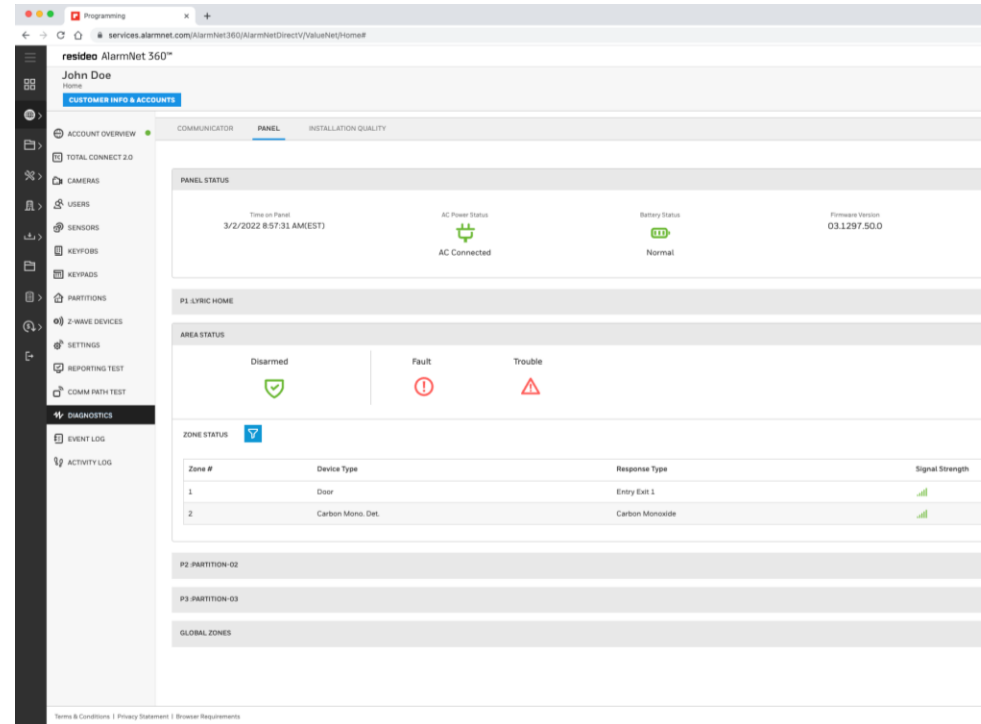 Programming
services.alarmnet.com/AlarmNet360/AlarmNetDirectV/ValueNet/Home#
resideo AlarmNet 360™
John Doe
Home
CUSTOMER INFO & ACCOUNTS
ACCOUNT OVERVIEW
TOTAL CONNECT 2.0
CAMERAS
USERS
SENSORS
KEYFOBS
KEYPADS
PARTITIONS
Z-WAVE DEVICES
SETTINGS
REPORTING TEST
COMM PATH TEST
DIAGNOSTICS
EVENT LOG
ACTIVITY LOG
COMMUNICATOR PANEL INSTALLATION QUALITY
PANEL STATUS
Time on Panel AC Power Status Battery Status Firmware Version
3/2/2022 8:57:31 AM(EST) 03.1297.50.0
AC Connected Normal
P1 :LYRIC HOME
AREA STATUS
Disarmed Fault Trouble
ZONE STATUS
Zone # Device Type Response Type Signal Strength
1 Door Entry Exit 1
2 Carbon Mono. Det. Carbon Monoxide
P2 :PARTITION-02
P3 :PARTITION-03
GLOBAL ZONES
Terms & Conditions | Privacy Statement | Browser Requirements